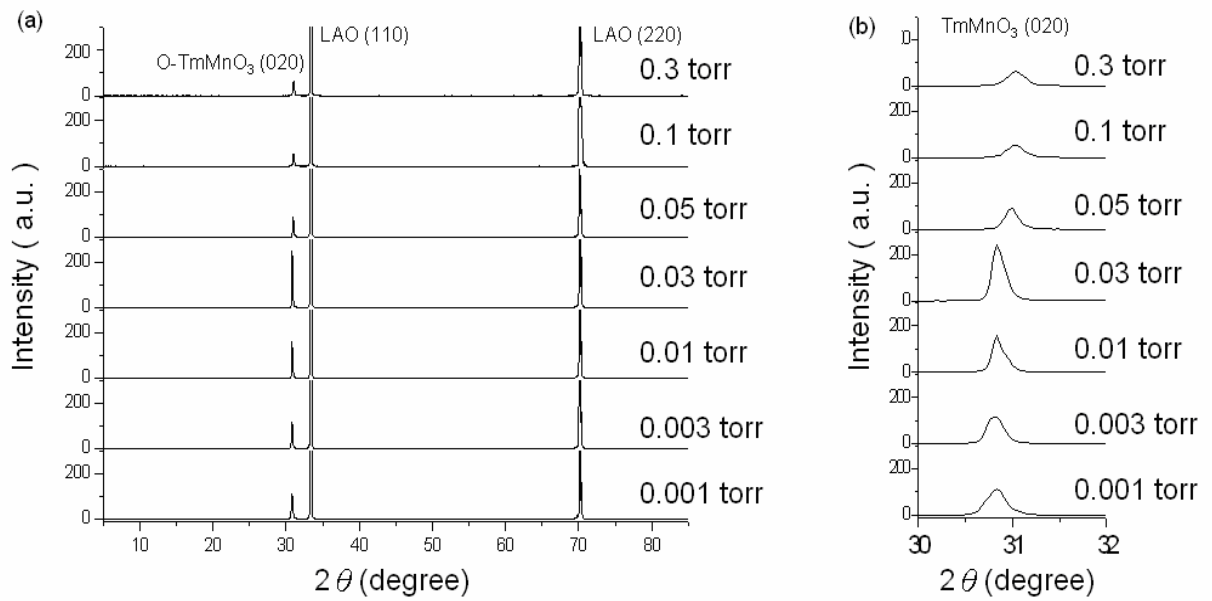 (a)
Intensity ( a.u. )
O-TmMnO₃ (020)
LAO (110)
LAO (220)
200
0
0.3 torr
200
0
0.1 torr
200
0
0.05 torr
200
0
0.03 torr
200
0
0.01 torr
200
0
0.003 torr
200
0
0.001 torr
10 20 30 40 50 60 70 80
2 θ (degree)
(b)
Intensity ( a.u. )
TmMnO₃ (020)
0
0.3 torr
200
0
0.1 torr
200
0
0.05 torr
200
0
0.03 torr
200
0
0.01 torr
200
0
0.003 torr
200
0
0.001 torr
30 31 32
2 θ (degree)